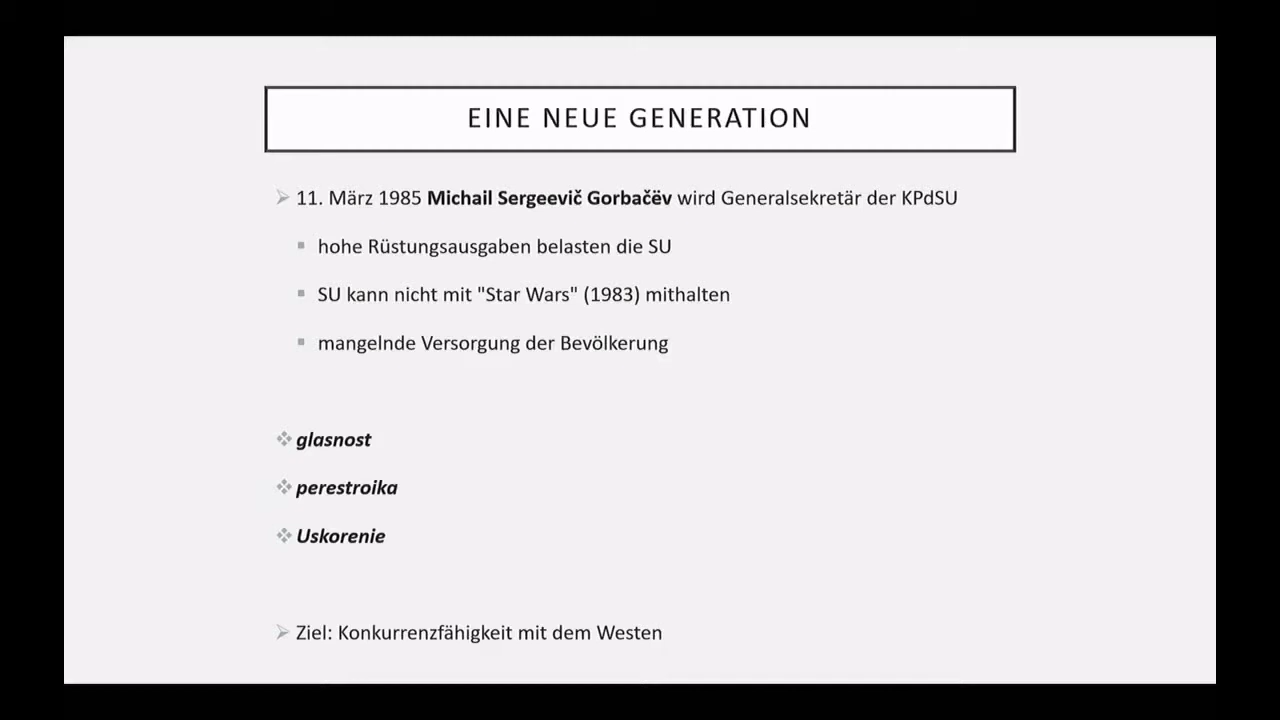 EINE NEUE GENERATION
11. März 1985 Michail Sergeevič Gorbačëv wird Generalsekretär der KPdSU
hohe Rüstungsausgaben belasten die SU
SU kann nicht mit "Star Wars" (1983) mithalten
mangelnde Versorgung der Bevölkerung
glasnost
perestroika
Uskorenie
Ziel: Konkurrenzfähigkeit mit dem Westen